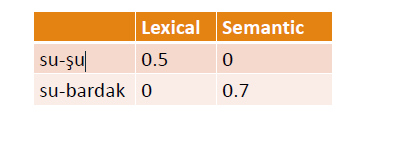 Lexical Semantic
su-şu 0.5 0
su-bardak 0 0.7